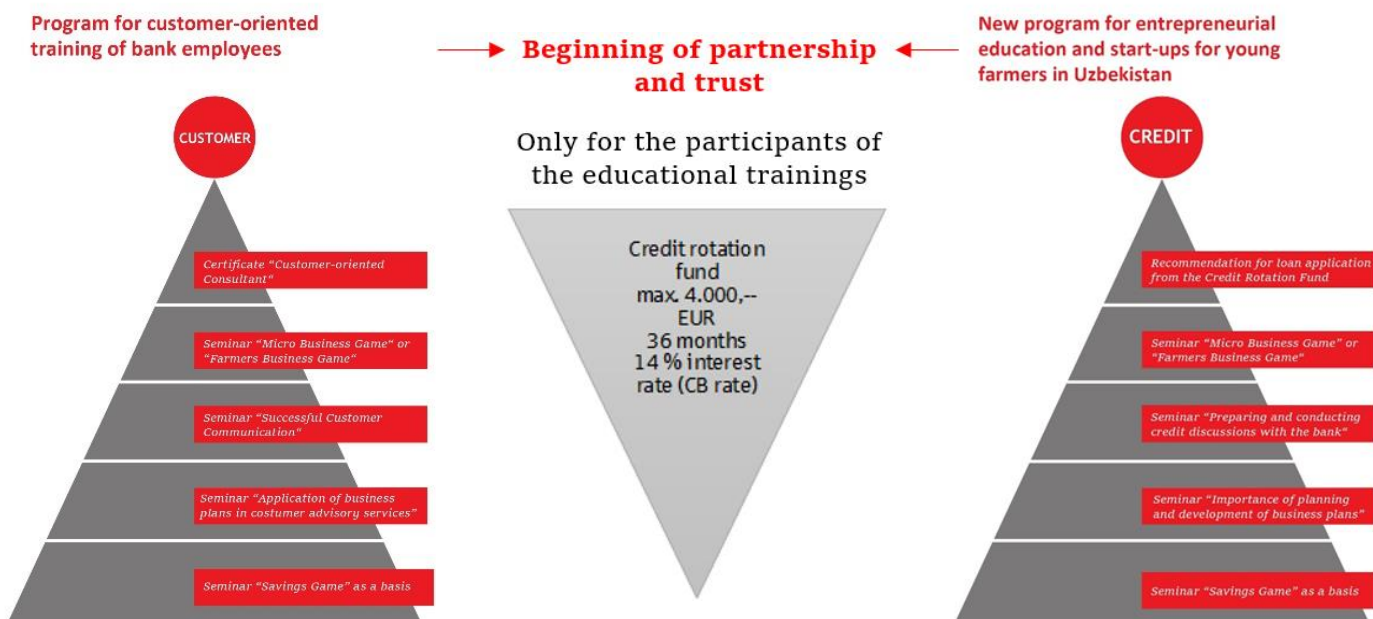 Program for customer-oriented
training of bank employees
CUSTOMER
Certificate “Customer-oriented
Consultant“
Seminar “Micro Business Game“ or
“Farmers Business Game“
Seminar “Successful Customer
Communication“
Seminar “Application of business
plans in costumer advisory services”
Seminar “Savings Game” as a basis
Beginning of partnership
and trust
Only for the participants of
the educational trainings
Credit rotation
fund
max. 4.000,--
EUR
36 months
14 % interest
rate (CB rate)
New program for entrepreneurial
education and start-ups for young
farmers in Uzbekistan
CREDIT
Recommendation for loan application
from the Credit Rotation Fund
Seminar “Micro Business Game” or
“Farmers Business Game“
Seminar “Preparing and conducting
credit discussions with the bank“
Seminar “Importance of planning
and development of business plans”
Seminar “Savings Game” as a basis